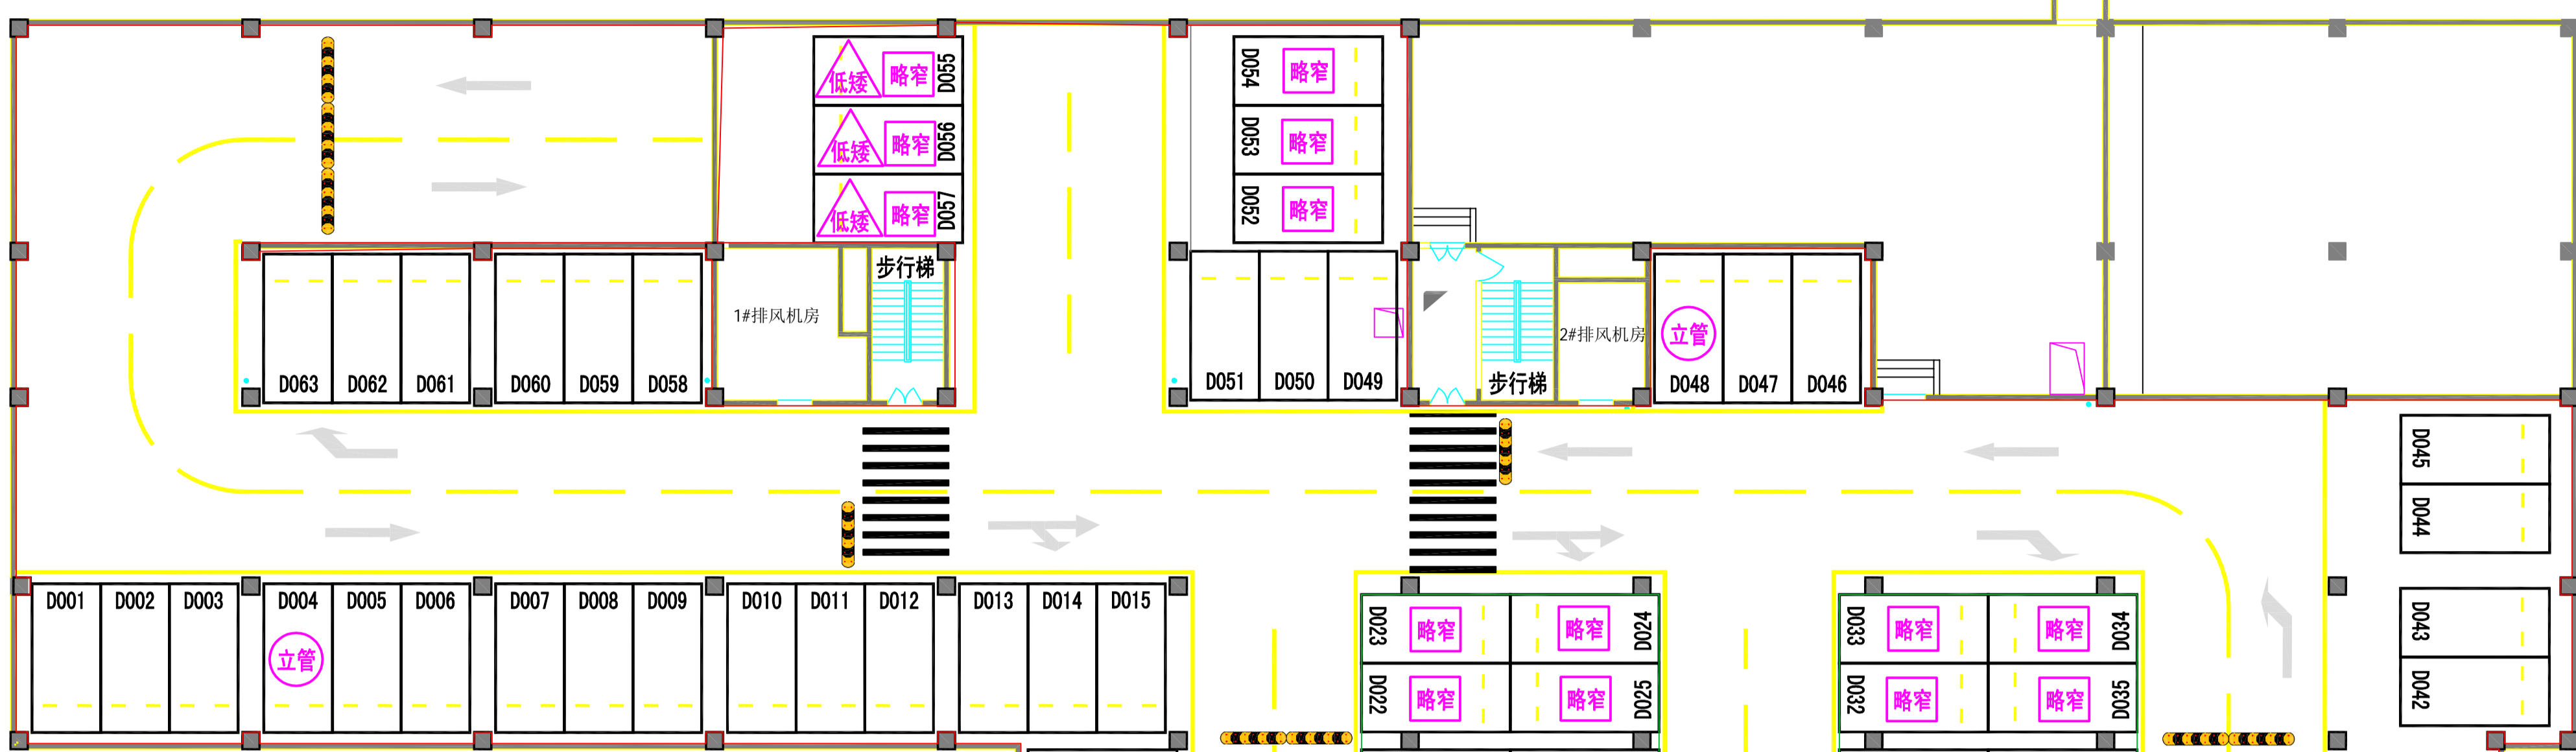 低矮 略窄 D055
低矮 略窄 D056
低矮 略窄 D057
D054 略窄
D053 略窄
D052 略窄
步行梯
1#排风机房
D063 D062 D061 D060 D059 D058
D051 D050 D049
2#排风机房
步行梯
立管
D048 D047 D046
D045
D044
D043
D042
D001 D002 D003 D004 D005 D006 D007 D008 D009 D010 D011 D012 D013 D014 D015
立管
D023 略窄 略窄 D024
D022 略窄 略窄 D025
D033 略窄 略窄 D034
D032 略窄 略窄 D035